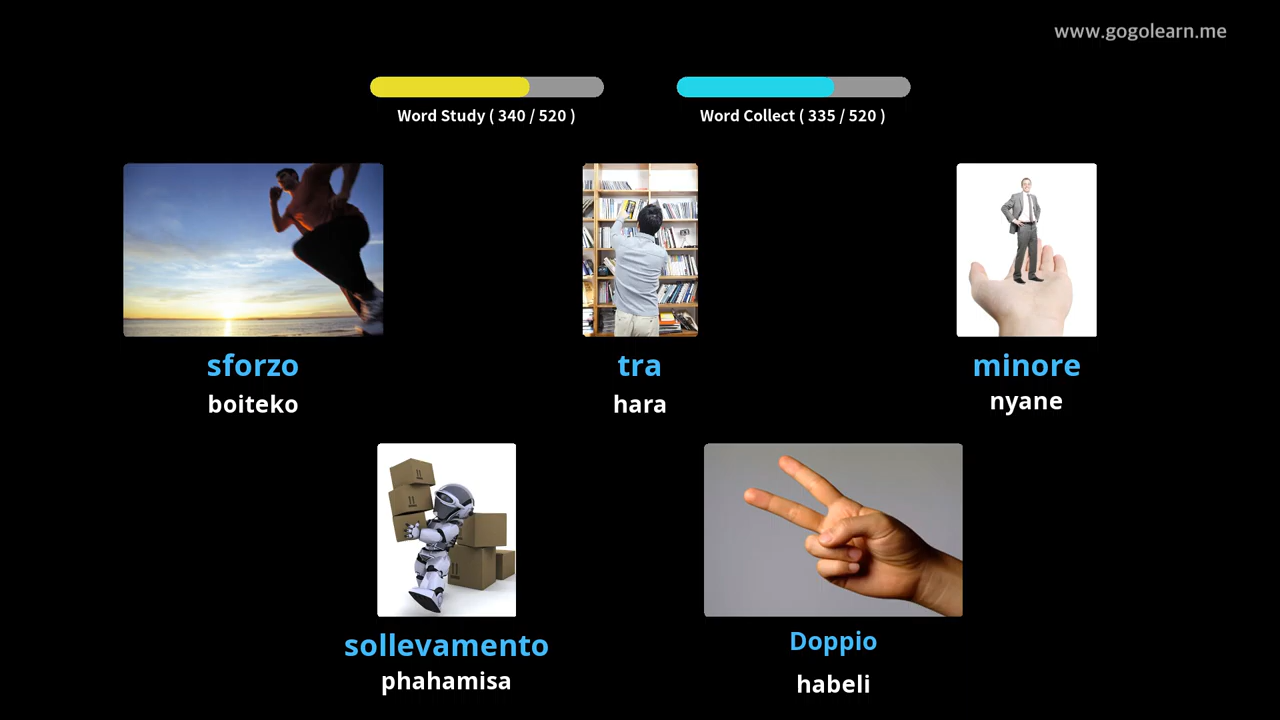 www.gogolearn.me
Word Study ( 340 / 520 )
Word Collect ( 335 / 520 )
sforzo
boiteko
tra
hara
minore
nyane
sollevamento
phahamisa
Doppio
habeli